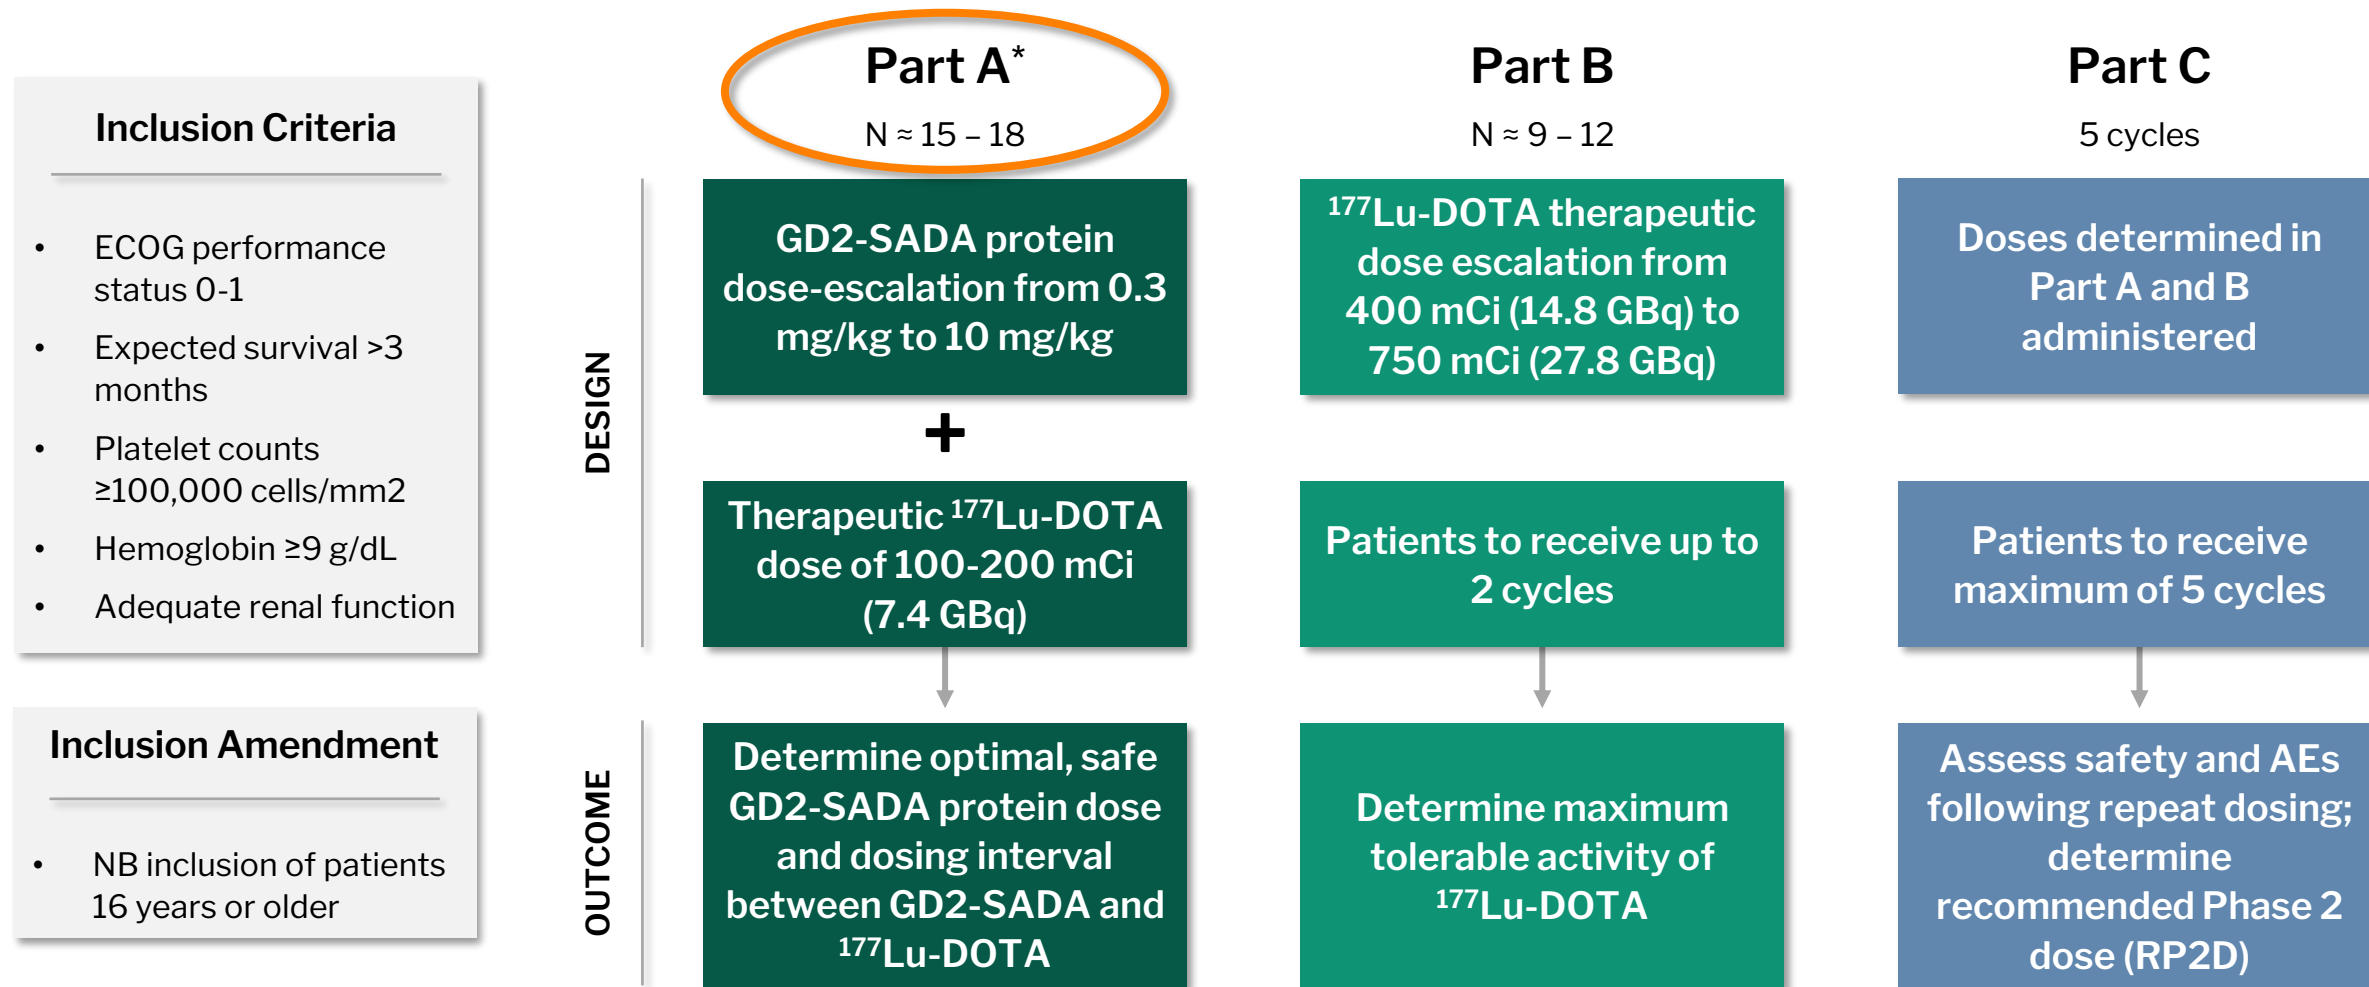 Inclusion Criteria
• ECOG performance
status 0-1
• Expected survival >3
months
• Platelet counts
≥100,000 cells/mm2
• Hemoglobin ≥9 g/dL
• Adequate renal function
Inclusion Amendment
• NB inclusion of patients
16 years or older
DESIGN
OUTCOME
Part A*
N ≈ 15 – 18
GD2-SADA protein
dose-escalation from 0.3
mg/kg to 10 mg/kg
+
Therapeutic ¹⁷⁷Lu-DOTA
dose of 100-200 mCi
(7.4 GBq)
Determine optimal, safe
GD2-SADA protein dose
and dosing interval
between GD2-SADA and
¹⁷⁷Lu-DOTA
Part B
N ≈ 9 – 12
¹⁷⁷Lu-DOTA therapeutic
dose escalation from
400 mCi (14.8 GBq) to
750 mCi (27.8 GBq)
Patients to receive up to
2 cycles
Determine maximum
tolerable activity of
¹⁷⁷Lu-DOTA
Part C
5 cycles
Doses determined in
Part A and B
administered
Patients to receive
maximum of 5 cycles
Assess safety and AEs
following repeat dosing;
determine
recommended Phase 2
dose (RP2D)